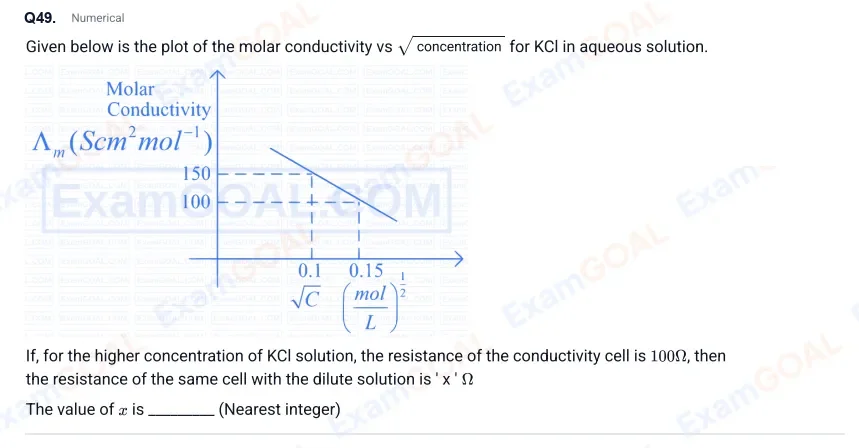 Q49. Numerical
Given below is the plot of the molar conductivity vs √concentration for KCl in aqueous solution.
Molar
Conductivity
Λₘ(Scm²mol⁻¹)
150
100
ExamGOAL.COM
0.1 0.15
√C (mol/L)^(1/2)
If, for the higher concentration of KCl solution, the resistance of the conductivity cell is 100Ω, then
the resistance of the same cell with the dilute solution is ' x ' Ω
The value of x is ________ (Nearest integer)